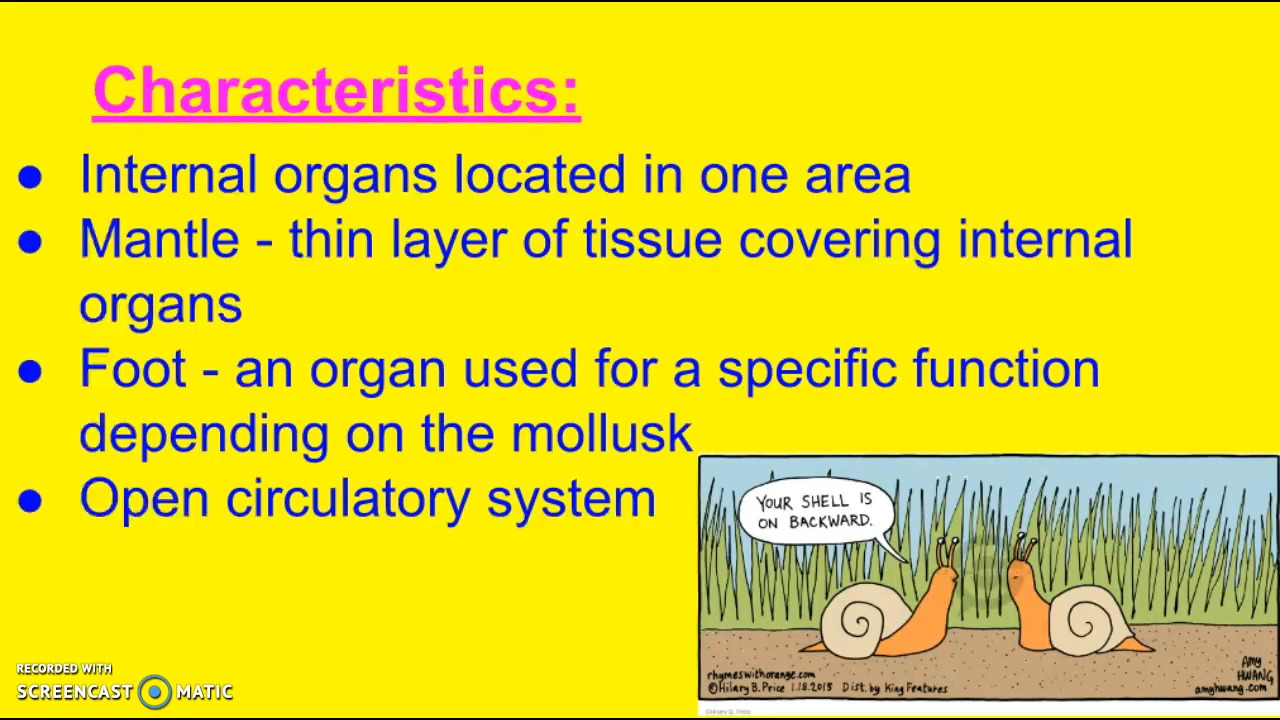 Characteristics:
● Internal organs located in one area
● Mantle - thin layer of tissue covering internal
organs
● Foot - an organ used for a specific function
depending on the mollusk
● Open circulatory system
YOUR SHELL IS
ON BACKWARD.
RECORDED WITH
SCREENCAST MATIC
rhymeswithorange.com
©Hilary B. Price 1.18.2015 Dist. by King Features
AMY
HWANG
amyhwang.com
©Hilary B. Price